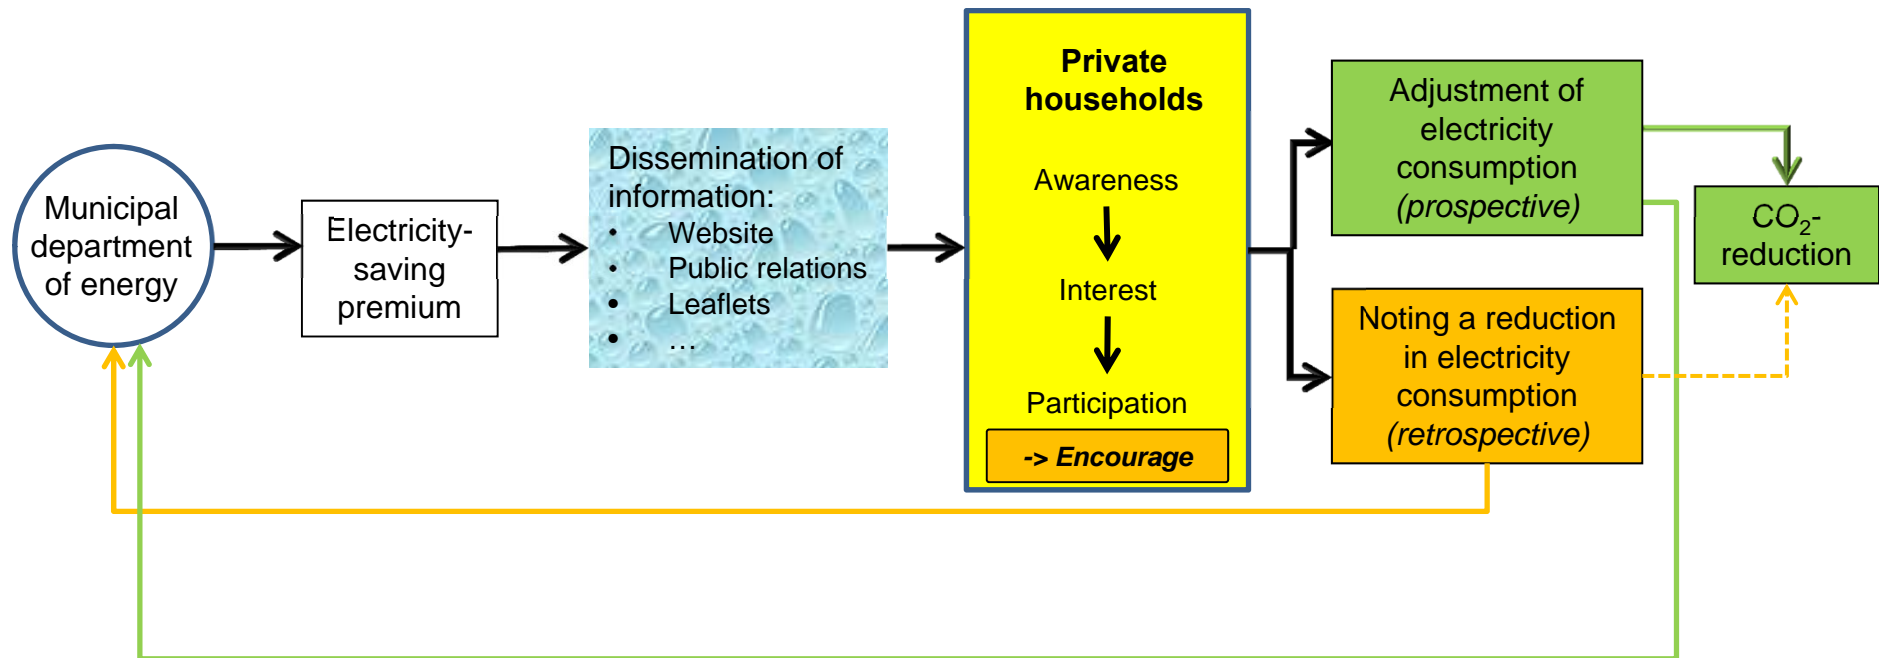 Municipal
department
of energy
Electricity-
saving
premium
Dissemination of
information:
• Website
• Public relations
• Leaflets
• …
Private
households
Awareness
Interest
Participation
-> Encourage
Adjustment of
electricity
consumption
(prospective)
Noting a reduction
in electricity
consumption
(retrospective)
CO₂-
reduction